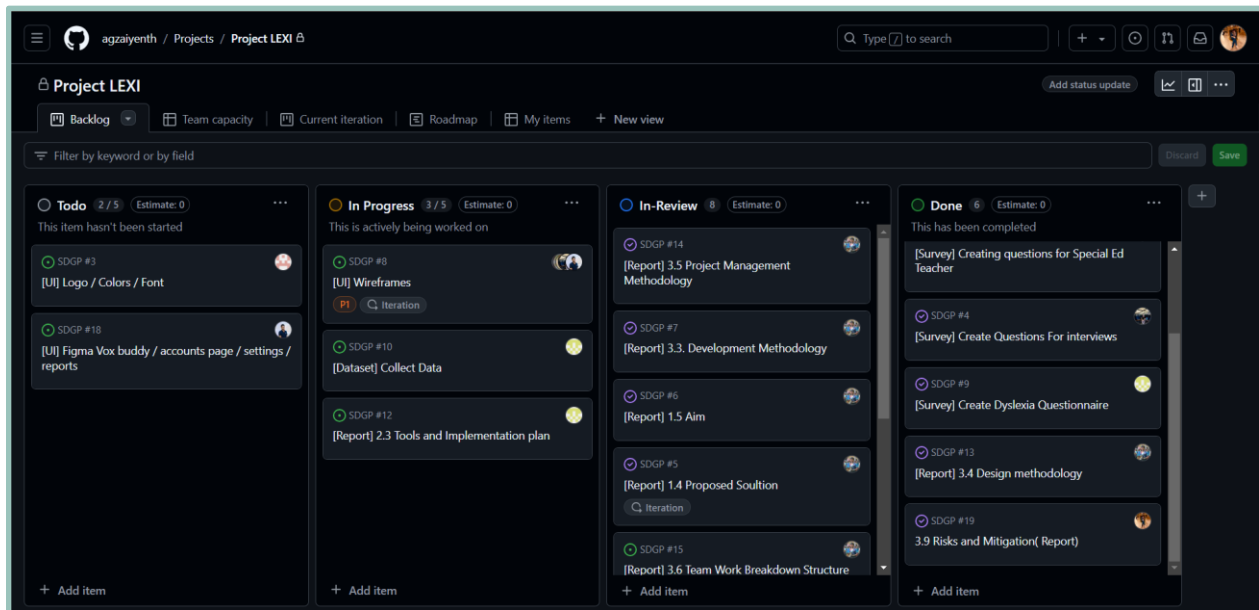 agzaiyenth / Projects / Project LEXI
Type / to search
Project LEXI
Add status update
Backlog
Team capacity
Current iteration
Roadmap
My items
+ New view
Filter by keyword or by field
Discard
Save
Todo 2 / 5 Estimate: 0
This item hasn't been started
SDGP #3
[UI] Logo / Colors / Font
SDGP #18
[UI] Figma Vox buddy / accounts page / settings /
reports
+ Add item
In Progress 3 / 5 Estimate: 0
This is actively being worked on
SDGP #8
[UI] Wireframes
P1 Iteration
SDGP #10
[Dataset] Collect Data
SDGP #12
[Report] 2.3 Tools and Implementation plan
+ Add item
In-Review 8 Estimate: 0
SDGP #14
[Report] 3.5 Project Management
Methodology
SDGP #7
[Report] 3.3. Development Methodology
SDGP #6
[Report] 1.5 Aim
SDGP #5
[Report] 1.4 Proposed Soultion
Iteration
SDGP #15
[Report] 3.6 Team Work Breakdown Structure
+ Add item
Done 6 Estimate: 0
This has been completed
[Survey] Creating questions for Special Ed
Teacher
SDGP #4
[Survey] Create Questions For interviews
SDGP #9
[Survey] Create Dyslexia Questionnaire
SDGP #13
[Report] 3.4 Design methodology
SDGP #19
3.9 Risks and Mitigation( Report)
+ Add item